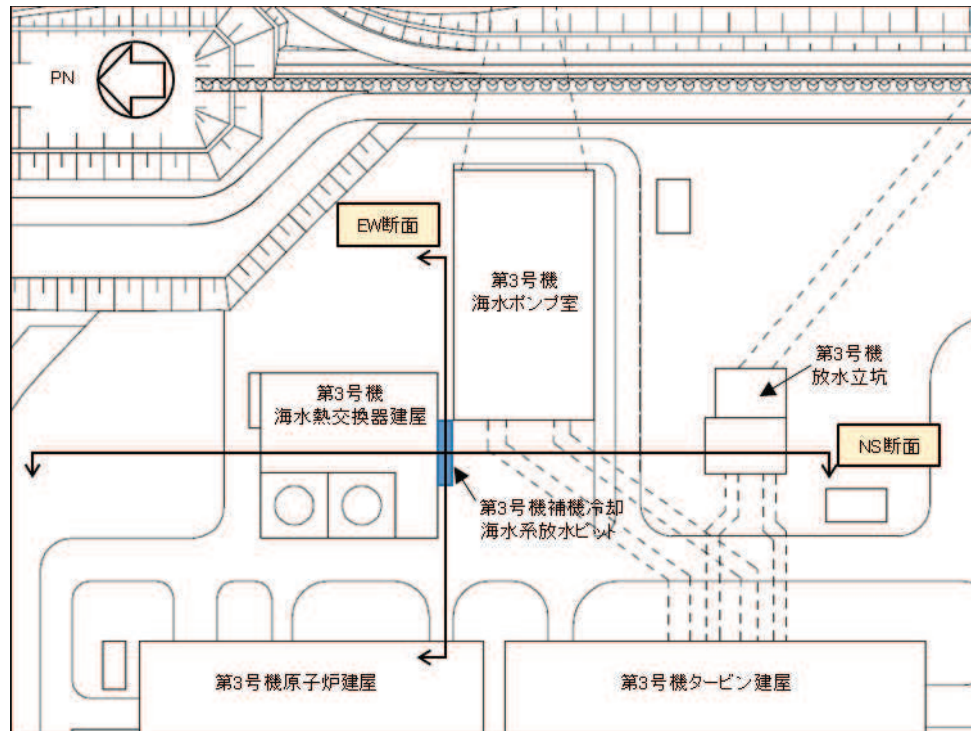 PN
EW断面
第3号機
海水ポンプ室
第3号機
放水立坑
第3号機
海水熱交換器建屋
NS断面
第3号機補機冷却
海水系放水ピット
第3号機原子炉建屋
第3号機タービン建屋